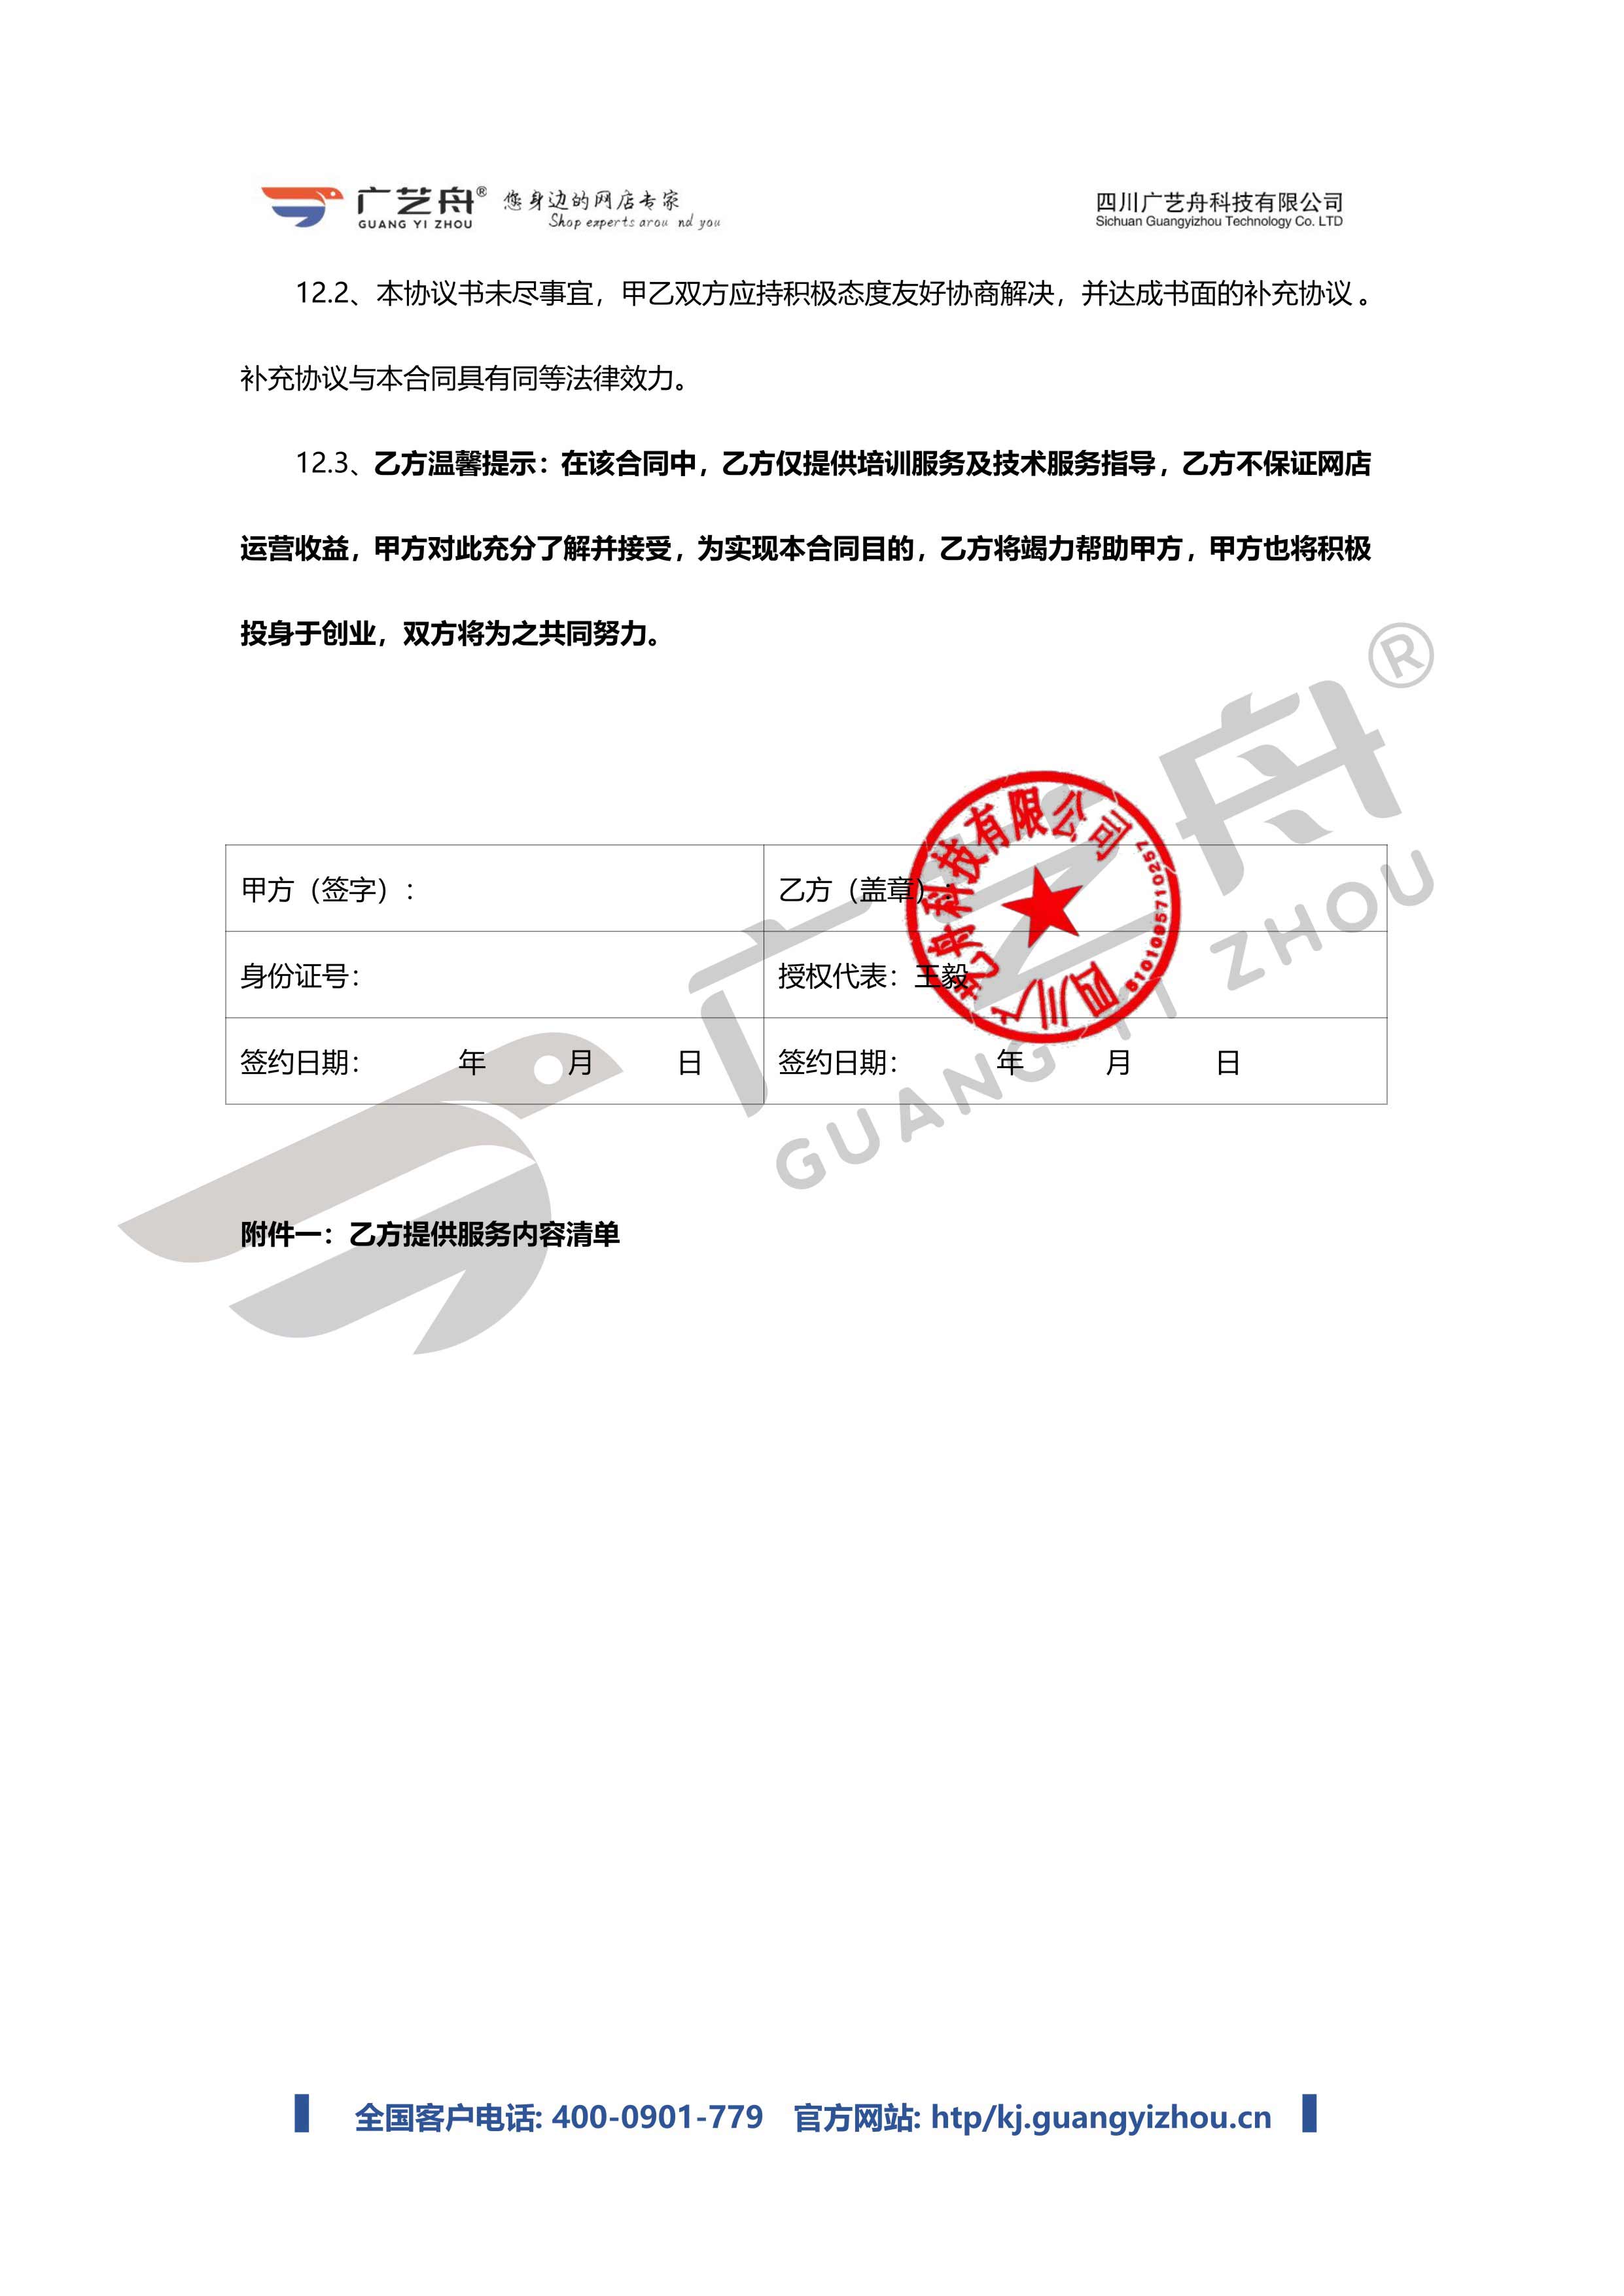 广艺舟® 您身边的网店专家
GUANG YI ZHOU Shop experts arou nd you
四川广艺舟科技有限公司
Sichuan Guangyizhou Technology Co. LTD
12.2、本协议书未尽事宜，甲乙双方应持积极态度友好协商解决，并达成书面的补充协议。
补充协议与本合同具有同等法律效力。
12.3、乙方温馨提示：在该合同中，乙方仅提供培训服务及技术服务指导，乙方不保证网店
运营收益，甲方对此充分了解并接受，为实现本合同目的，乙方将竭力帮助甲方，甲方也将积极
投身于创业，双方将为之共同努力。
甲方（签字）：
乙方（盖章）：
身份证号：
授权代表：王毅
签约日期： 年 月 日
签约日期： 年 月 日
四川广艺舟科技有限公司
5101095710257
广艺舟®
GUANG YI ZHOU
附件一：乙方提供服务内容清单
全国客户电话: 400-0901-779 官方网站: htp/kj.guangyizhou.cn